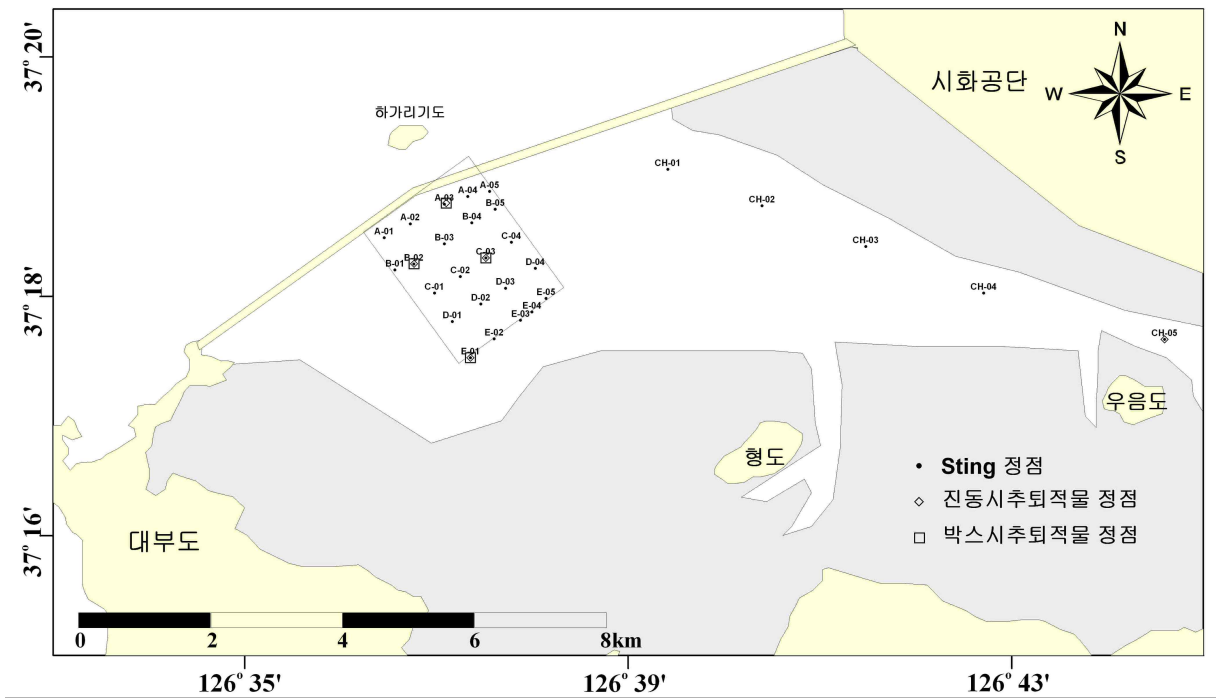 37° 20'
37° 18'
37° 16'
126° 35'
126° 39'
126° 43'
N
W
E
S
시화공단
하가리기도
CH-01
CH-02
CH-03
CH-04
CH-05
A-05
A-04
A-03
A-02
A-01
B-05
B-04
B-03
B-02
B-01
C-04
C-03
C-02
C-01
D-04
D-03
D-02
D-01
E-05
E-04
E-03
E-02
E-01
우음도
형도
대부도
Sting 정점
진동시추퇴적물 정점
박스시추퇴적물 정점
0 2 4 6 8km